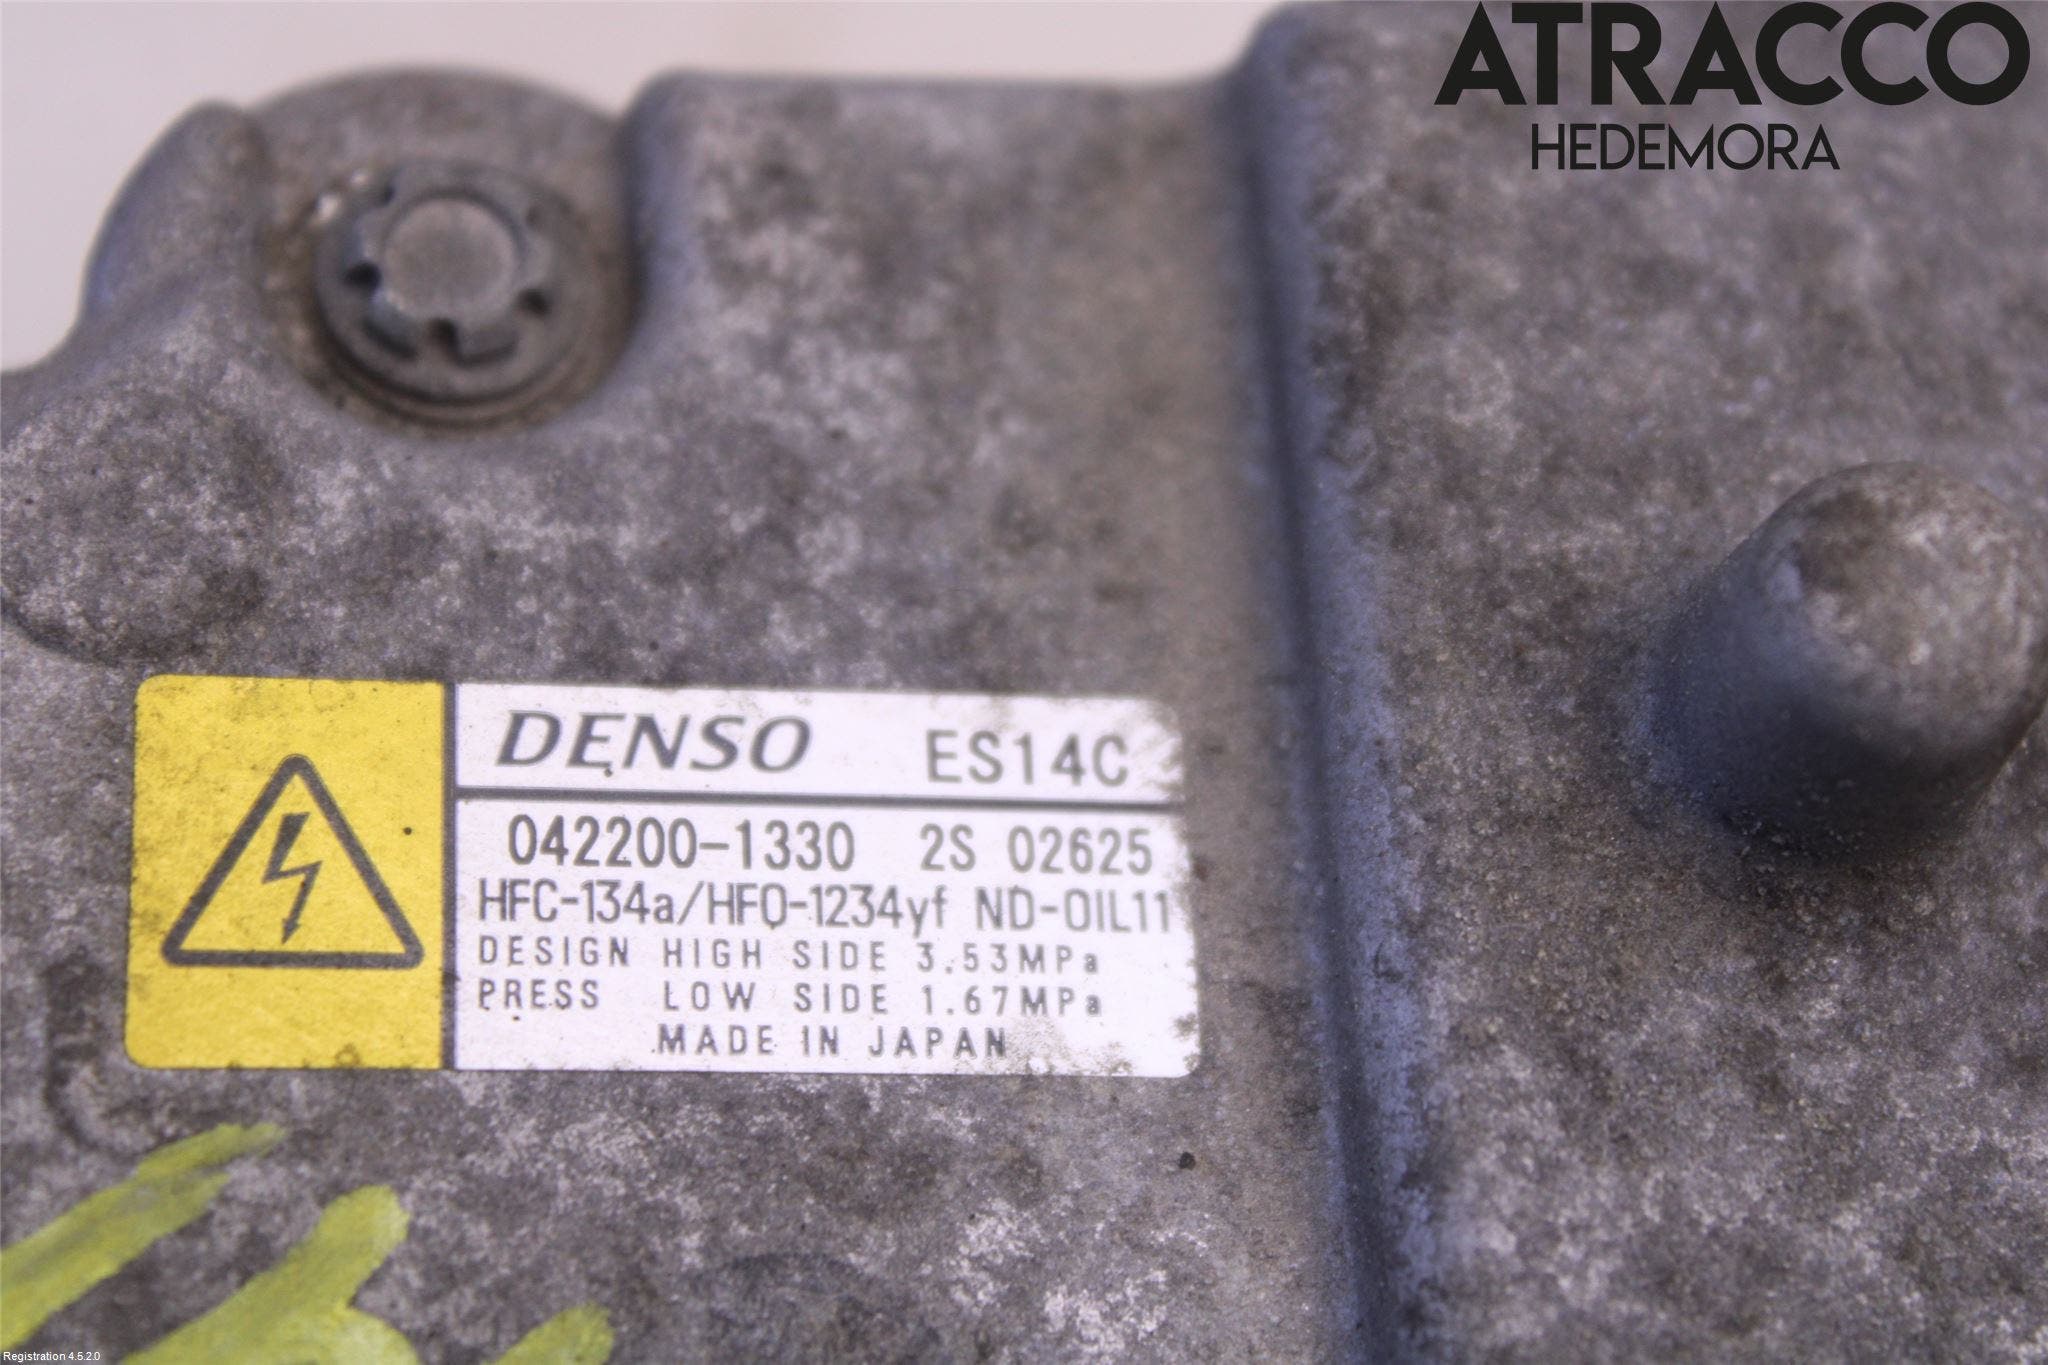 ATRACCO
HEDEMORA
DENSO ES14C
042200-1330 2S 02625
HFC-134a/HFO-1234yf ND-OIL11
DESIGN HIGH SIDE 3.53MPa
PRESS LOW SIDE 1.67MPa
MADE IN JAPAN
Registration 4.5.2.0